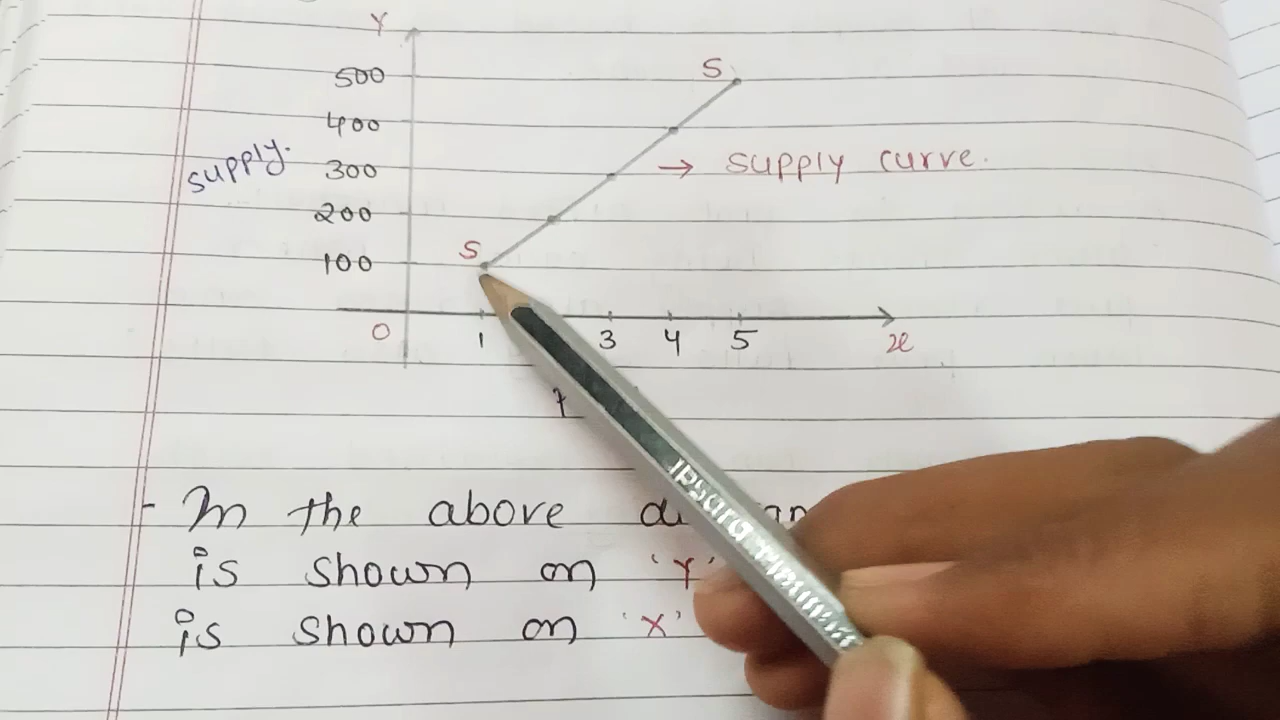 Y
500
S
400
supply.
300
→ supply curve.
200
100
S
0
1 3 4 5 x
In the above
is shown on 'Y'
is shown on 'X'
apsara